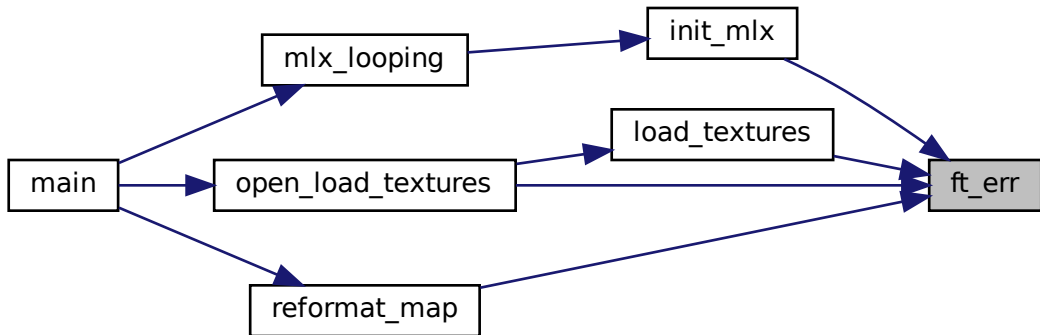 init_mlx
mlx_looping
load_textures
main
open_load_textures
ft_err
reformat_map